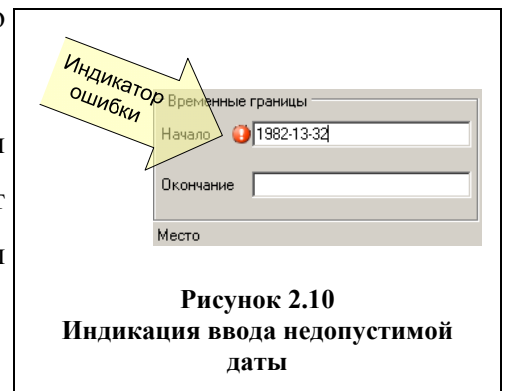 о
и
т
и
Индикатор
ошибки
Временные границы
Начало
1982-13-32
Окончание
Место
Рисунок 2.10
Индикация ввода недопустимой
даты